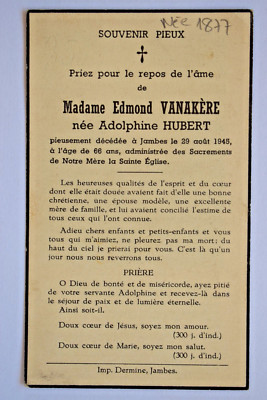 Née 1877
SOUVENIR PIEUX
Priez pour le repos de l'âme
de
Madame Edmond VANAKÈRE
née Adolphine HUBERT
pieusement décédée à Jambes le 29 août 1945,
à l'âge de 66 ans, administrée des Sacrements
de Notre Mère la Sainte Église.
Les heureuses qualités de l'esprit et du cœur
dont elle était douée avaient fait d'elle une bonne
chrétienne, une épouse modèle, une excellente
mère de famille, et lui avaient concilié l'estime de
tous ceux qui l'ont connue.
Adieu chers enfants et petits-enfants et vous
tous que j'ai aimés, ne pleurez pas ma mort; du
haut du ciel je prierai pour vous. C'est là qu'un
jour nous nous reverrons tous.
PRIÈRE
O Dieu de bonté et de miséricorde, ayez pitié
de votre servante Adolphine et recevez-là dans le
séjour de paix et de lumière éternelle.
Ainsi soit-il.
Doux cœur de Jésus, soyez mon amour.
(300 j. d'ind.)
Doux cœur de Marie, soyez mon salut.
(300 j. d'ind.)
Imp. Dermine, Jambes.